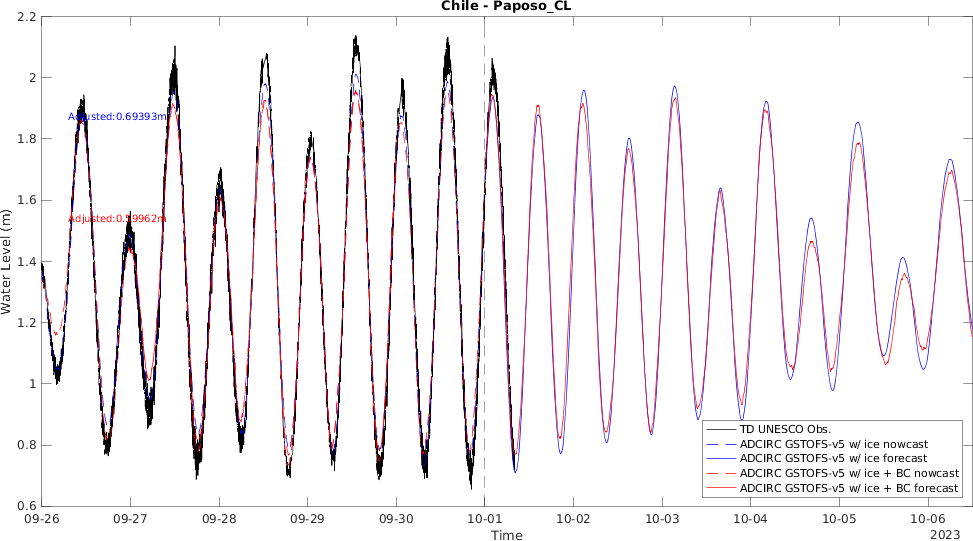 Chile - Paposo_CL
2.2
2
1.8
1.6
1.4
1.2
1
0.8
0.6
Water Level (m)
Adjusted:0.69393m
Adjusted:0.59962m
TD UNESCO Obs.
ADCIRC GSTOFS-v5 w/ ice nowcast
ADCIRC GSTOFS-v5 w/ ice forecast
ADCIRC GSTOFS-v5 w/ ice + BC nowcast
ADCIRC GSTOFS-v5 w/ ice + BC forecast
09-26 09-27 09-28 09-29 09-30 10-01 10-02 10-03 10-04 10-05 10-06
Time
2023